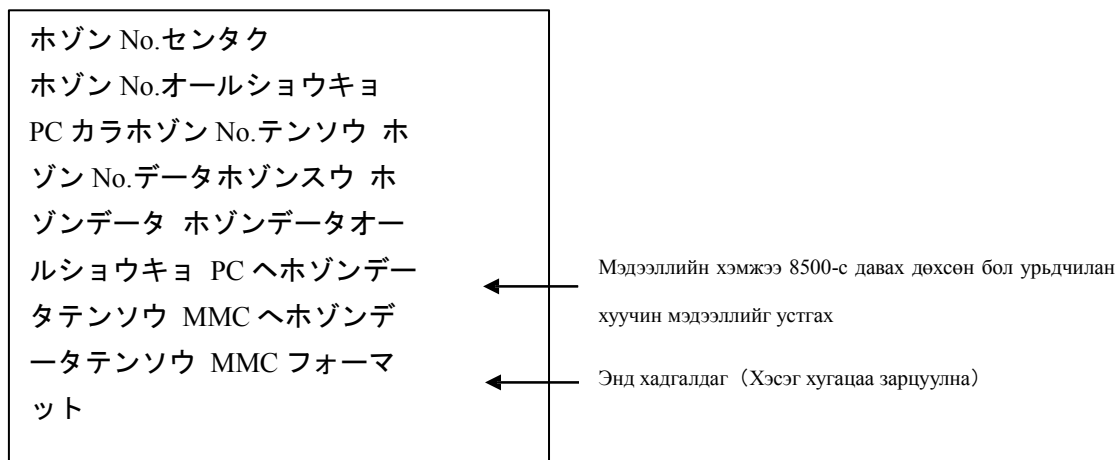 ホゾン No.センタク
ホゾン No.オールショウキョ
PC カラホゾン No.テンソウ ホ
ゾン No.データホゾンスウ ホ
ゾンデータ ホゾンデータオー
ルショウキョ PC ヘホゾンデー
タテンソウ MMC ヘホゾンデ
ータテンソウ MMC フォーマ
ット
Мэдээллийн хэмжээ 8500-с давах дөхсөн бол урьдчилан
хуучин мэдээллийг устгах
Энд хадгалдаг（Хэсэг хугацаа зарцуулна）